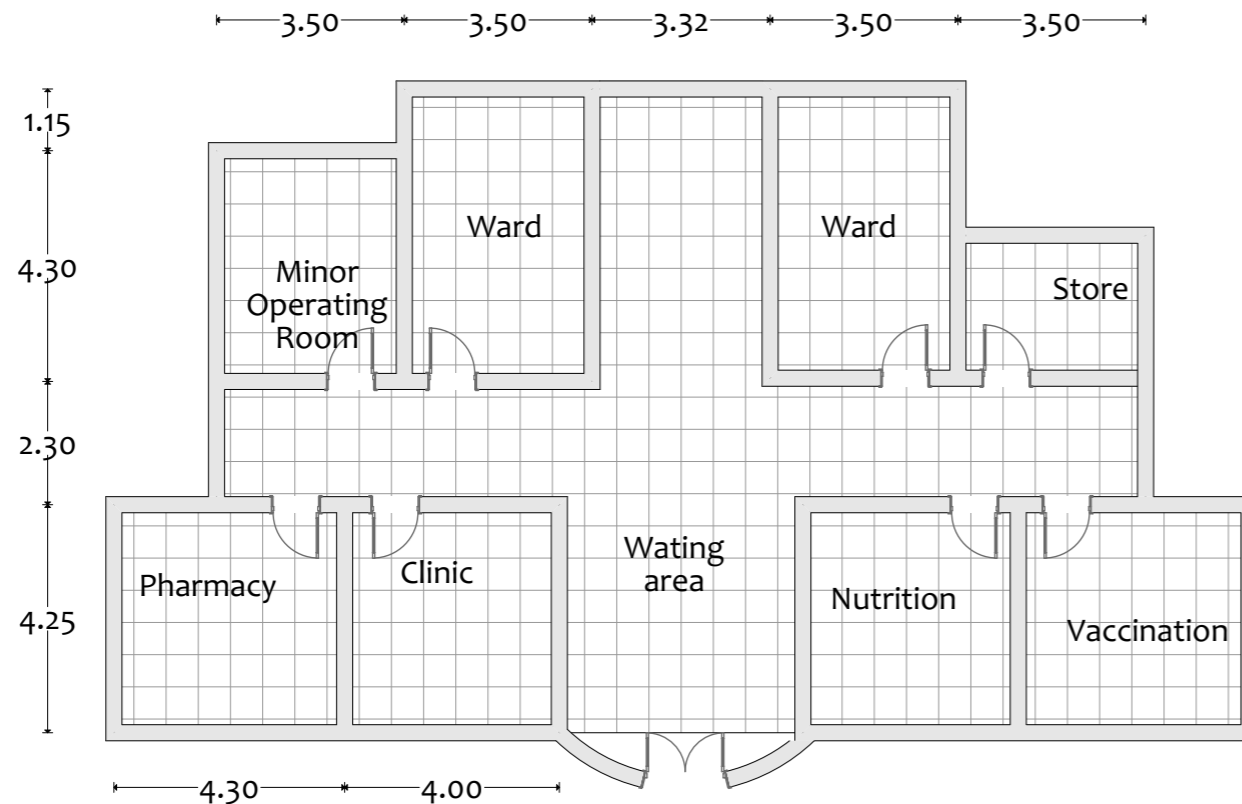 3.50
3.50
3.32
3.50
3.50
1.15
4.30
2.30
4.25
Ward
Ward
Minor
Operating
Room
Store
Pharmacy
Clinic
Wating
area
Nutrition
Vaccination
4.30
4.00